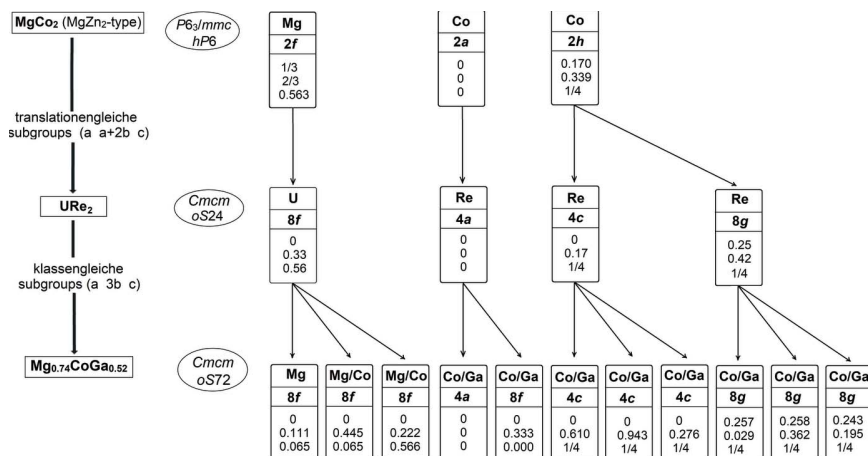 MgCo₂ (MgZn₂-type)
P6₃/mmc
hP6
Mg
2f
1/3
2/3
0.563
Co
2a
0
0
0
Co
2h
0.170
0.339
1/4
translationengleiche
subgroups (a a+2b c)
URe₂
Cmcm
oS24
U
8f
0
0.33
0.56
Re
4a
0
0
0
Re
4c
0
0.17
1/4
Re
8g
0.25
0.42
1/4
klassengleiche
subgroups (a 3b c)
Mg₀.₇₄CoGa₀.₅₂
Cmcm
oS72
Mg
8f
0
0.111
0.065
Mg/Co
8f
0
0.445
0.065
Mg/Co
8f
0
0.222
0.566
Co/Ga
4a
0
0
0
Co/Ga
8f
0
0.333
0.000
Co/Ga
4c
0
0.610
1/4
Co/Ga
4c
0
0.943
1/4
Co/Ga
4c
0
0.276
1/4
Co/Ga
8g
0.257
0.029
1/4
Co/Ga
8g
0.258
0.362
1/4
Co/Ga
8g
0.243
0.195
1/4